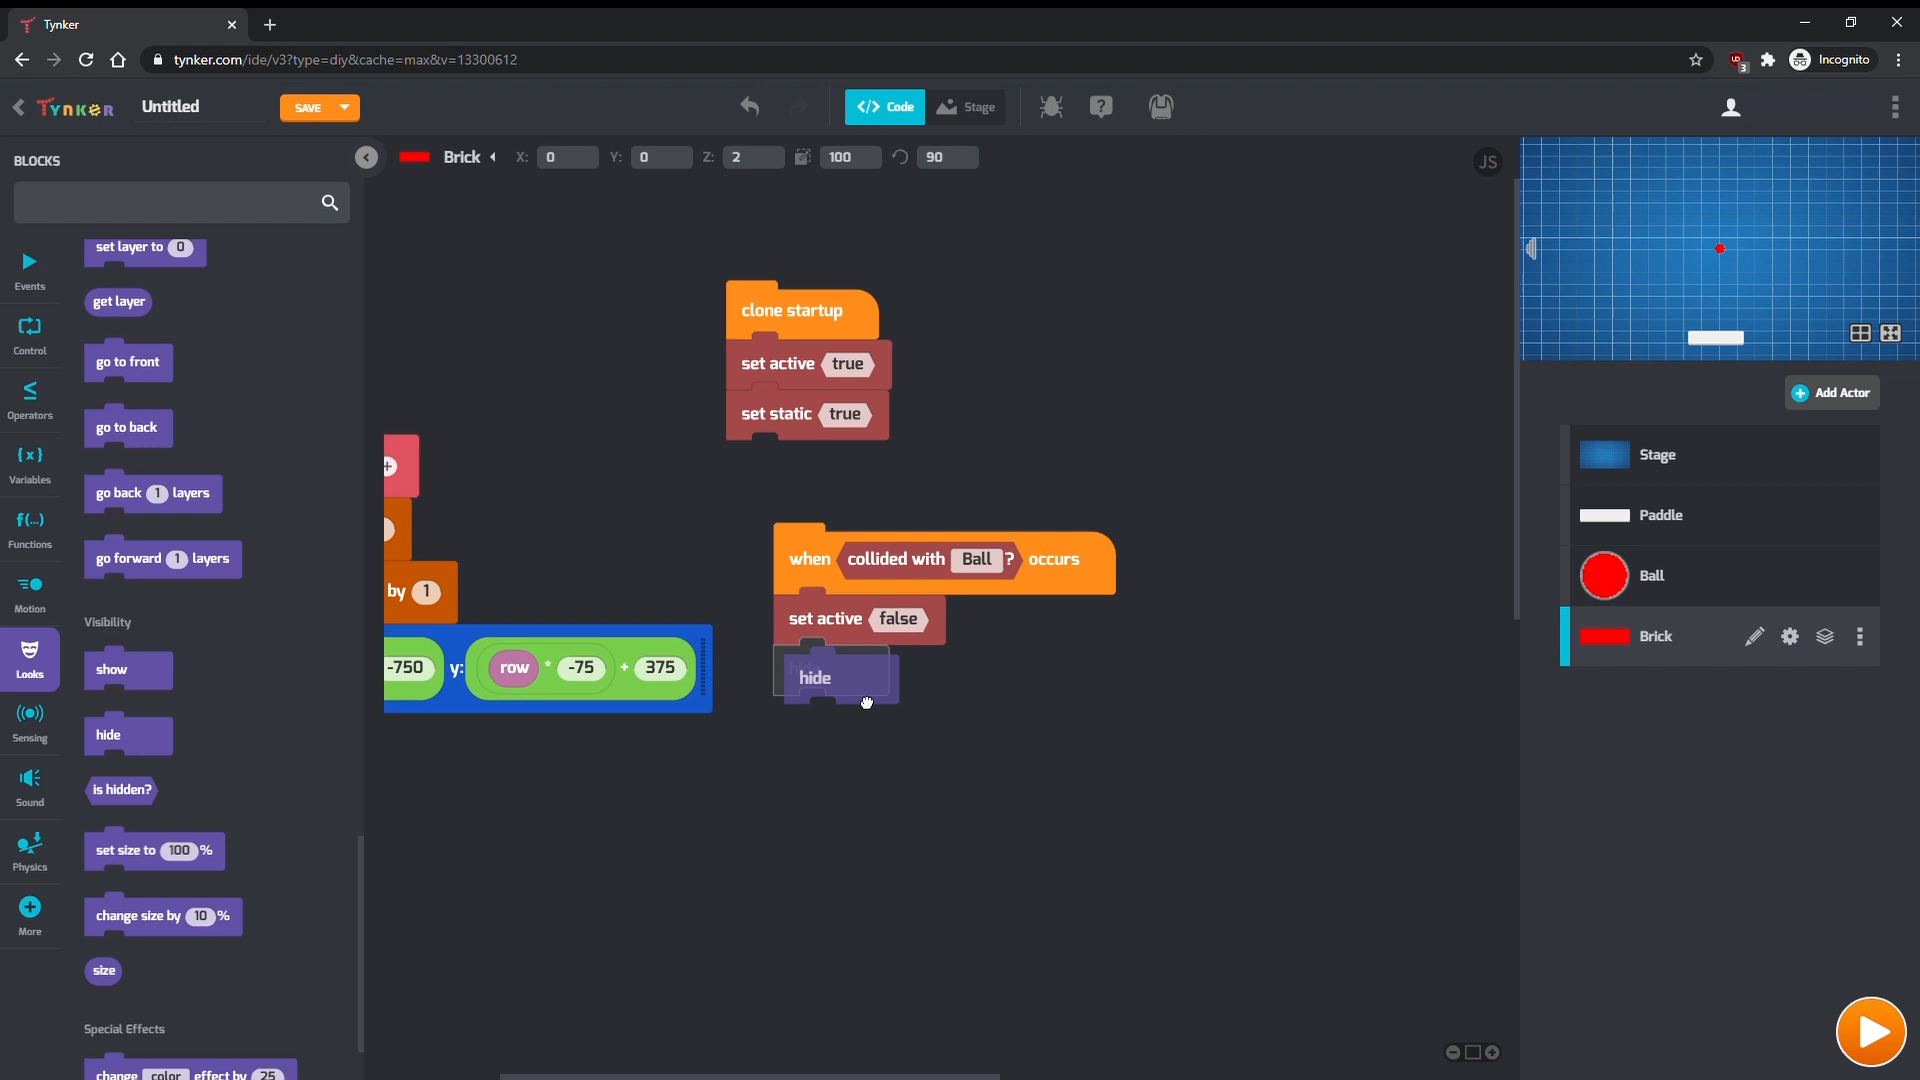 Tynker
tynker.com/ide/v3?type=diy&cache=max&v=13300612
3
Incognito
TYNKER
Untitled
SAVE
</> Code
Stage
?
BLOCKS
Brick
X: 0
Y: 0
Z: 2
100
90
JS
Events
Control
Operators
{x}
Variables
f(...)
Functions
Motion
Looks
Sensing
Sound
Physics
More
set layer to 0
get layer
go to front
go to back
go back 1 layers
go forward 1 layers
Visibility
show
hide
is hidden?
set size to 100 %
change size by 10 %
size
Special Effects
change color effect by 25
clone startup
set active true
set static true
+
by 1
-750 y: row * -75 + 375
when collided with Ball ? occurs
set active false
hide
Add Actor
Stage
Paddle
Ball
Brick